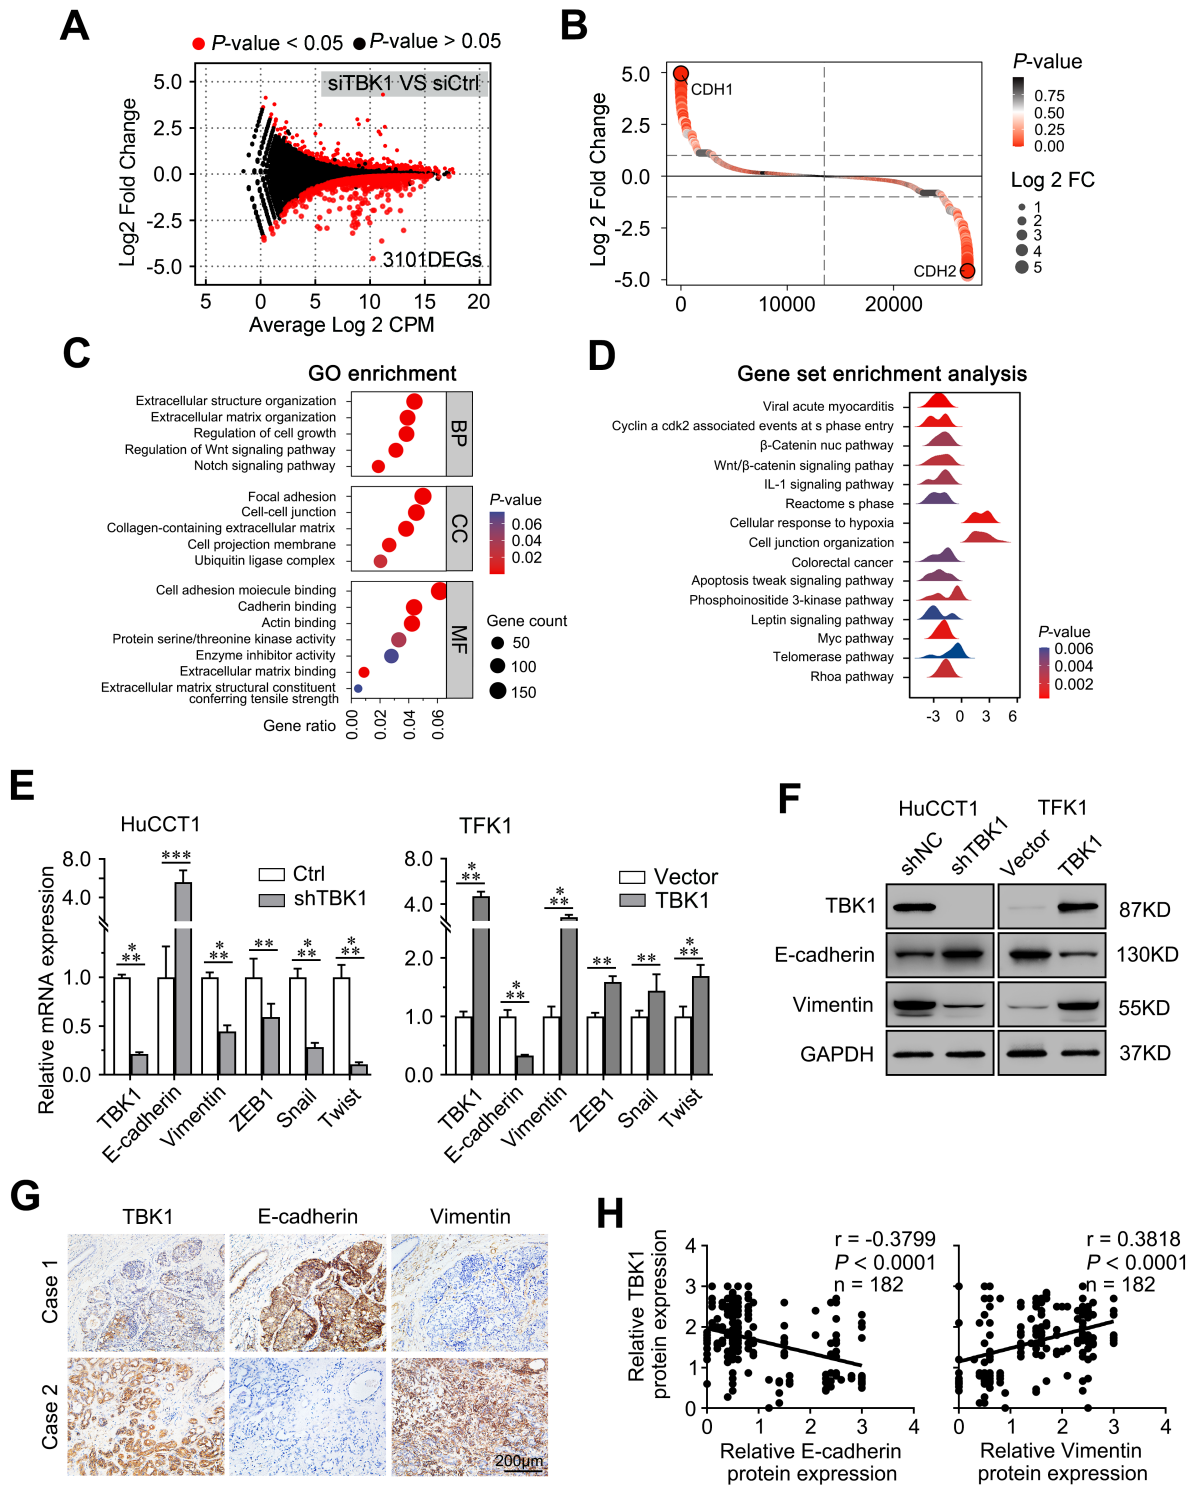 A
P-value < 0.05 P-value > 0.05
siTBK1 VS siCtrl
Log2 Fold Change
5.0
2.5
0.0
-2.5
-5.0
3101DEGs
5 0 5 10 15 20
Average Log 2 CPM
B
Log 2 Fold Change
5.0
2.5
0.0
-2.5
-5.0
CDH1
CDH2
0 10000 20000
P-value
0.75
0.50
0.25
0.00
Log 2 FC
1
2
3
4
5
C
GO enrichment
Extracellular structure organization
Extracellular matrix organization
Regulation of cell growth
Regulation of Wnt signaling pathway
Notch signaling pathway
BP
Focal adhesion
Cell-cell junction
Collagen-containing extracellular matrix
Cell projection membrane
Ubiquitin ligase complex
CC
Cell adhesion moiecule binding
Cadherin binding
Actin binding
Protein serine/threonine kinase activity
Enzyme inhibitor activity
Extracellular matrix binding
Extracellular matrix structural constituent
conferring tensile strength
MF
Gene ratio
0.00 0.02 0.04 0.06
P-value
0.06
0.04
0.02
Gene count
50
100
150
D
Gene set enrichment analysis
Viral acute myocarditis
Cyclin a cdk2 associated events at s phase entry
β-Catenin nuc pathway
Wnt/β-catenin signaling pathay
IL-1 signaling pathway
Reactome s phase
Cellular response to hypoxia
Cell junction organization
Colorectal cancer
Apoptosis tweak signaling pathway
Phosphoinositide 3-kinase pathway
Leptin signaling pathway
Myc pathway
Telomerase pathway
Rhoa pathway
-3 0 3 6
P-value
0.006
0.004
0.002
E
Relative mRNA expression
HuCCT1
8.0
4.0
1.0
0.5
0.0
Ctrl
shTBK1
*
**
***
*
**
**
*
**
*
**
TBK1 E-cadherin Vimentin ZEB1 Snail Twist
TFK1
8.0
4.0
2.0
1.0
0.0
Vector
TBK1
*
**
*
**
*
**
**
**
*
**
TBK1 E-cadherin Vimentin ZEB1 Snail Twist
F
HuCCT1 TFK1
shNC shTBK1 Vector TBK1
TBK1 87KD
E-cadherin 130KD
Vimentin 55KD
GAPDH 37KD
G
TBK1 E-cadherin Vimentin
Case 1
Case 2
200μm
H
Relative TBK1
protein expression
4
3
2
1
0
r = -0.3799
P < 0.0001
n = 182
0 1 2 3 4
Relative E-cadherin
protein expression
4
3
2
1
0
r = 0.3818
P < 0.0001
n = 182
0 1 2 3 4
Relative Vimentin
protein expression